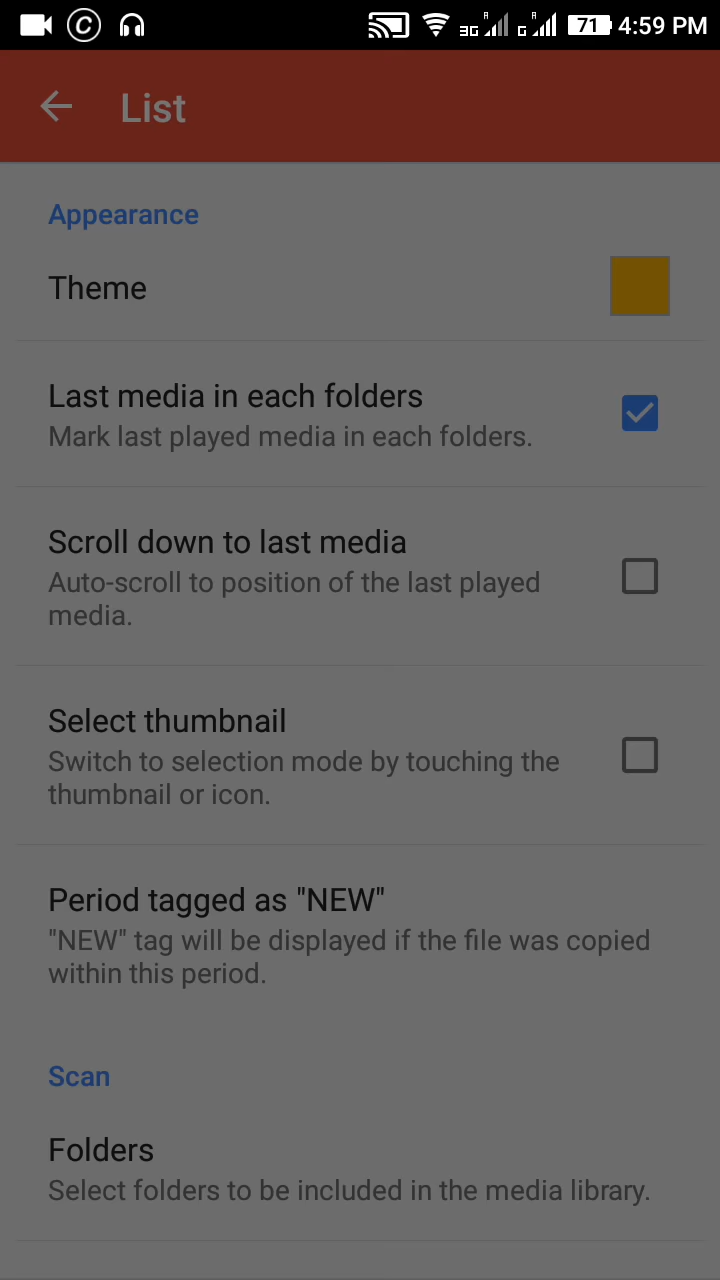 C
3G
R
G
R
71
4:59 PM
List
Appearance
Theme
Last media in each folders
Mark last played media in each folders.
Scroll down to last media
Auto-scroll to position of the last played
media.
Select thumbnail
Switch to selection mode by touching the
thumbnail or icon.
Period tagged as "NEW"
"NEW" tag will be displayed if the file was copied
within this period.
Scan
Folders
Select folders to be included in the media library.